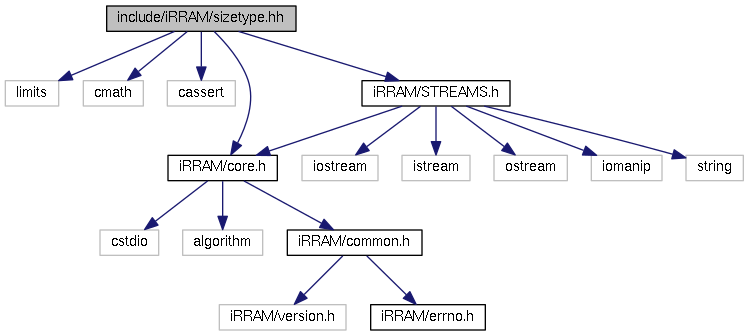 include/iRRAM/sizetype.hh
limits
cmath
cassert
iRRAM/STREAMS.h
iRRAM/core.h
iostream
istream
ostream
iomanip
string
cstdio
algorithm
iRRAM/common.h
iRRAM/version.h
iRRAM/errno.h